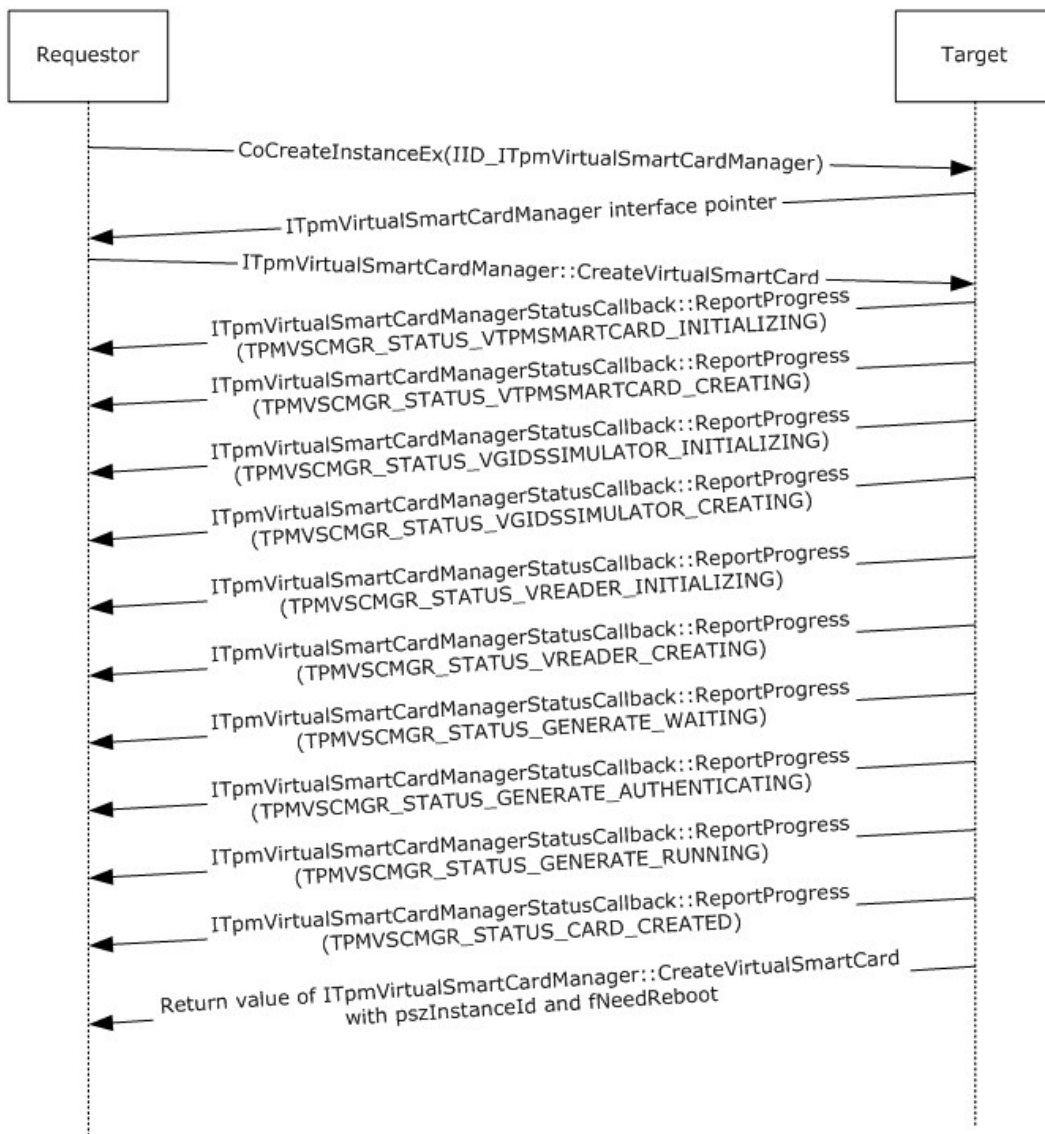 Requestor
Target
CoCreateInstanceEx(IID_ITpmVirtualSmartCardManager)
ITpmVirtualSmartCardManager interface pointer
ITpmVirtualSmartCardManager::CreateVirtualSmartCard
ITpmVirtualSmartCardManagerStatusCallback::ReportProgress
(TPMVSCMGR_STATUS_VTPMSMARTCARD_INITIALIZING)
ITpmVirtualSmartCardManagerStatusCallback::ReportProgress
(TPMVSCMGR_STATUS_VTPMSMARTCARD_CREATING)
ITpmVirtualSmartCardManagerStatusCallback::ReportProgress
(TPMVSCMGR_STATUS_VGIDSSIMULATOR_INITIALIZING)
ITpmVirtualSmartCardManagerStatusCallback::ReportProgress
(TPMVSCMGR_STATUS_VGIDSSIMULATOR_CREATING)
ITpmVirtualSmartCardManagerStatusCallback::ReportProgress
(TPMVSCMGR_STATUS_VREADER_INITIALIZING)
ITpmVirtualSmartCardManagerStatusCallback::ReportProgress
(TPMVSCMGR_STATUS_VREADER_CREATING)
ITpmVirtualSmartCardManagerStatusCallback::ReportProgress
(TPMVSCMGR_STATUS_GENERATE_WAITING)
ITpmVirtualSmartCardManagerStatusCallback::ReportProgress
(TPMVSCMGR_STATUS_GENERATE_AUTHENTICATING)
ITpmVirtualSmartCardManagerStatusCallback::ReportProgress
(TPMVSCMGR_STATUS_GENERATE_RUNNING)
ITpmVirtualSmartCardManagerStatusCallback::ReportProgress
(TPMVSCMGR_STATUS_CARD_CREATED)
Return value of ITpmVirtualSmartCardManager::CreateVirtualSmartCard
with pszInstanceId and fNeedReboot